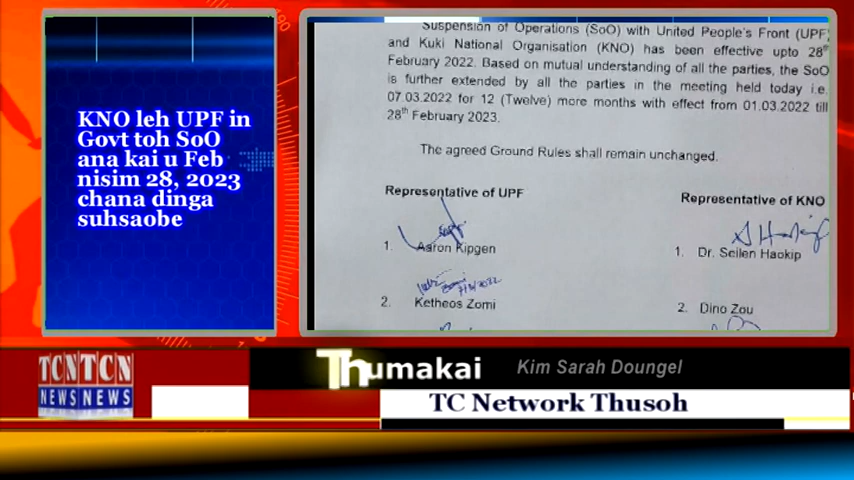 KNO leh UPF in
Govt toh SoO
ana kai u Feb
nisim 28, 2023
chana dinga
suhsaobe
Suspension of Operations (SoO) with United People's Front (UPF)
and Kuki National Organisation (KNO) has been effective upto 28th
February 2022. Based on mutual understanding of all the parties, the SoO
is further extended by all the parties in the meeting held today i.e.
07.03.2022 for 12 (Twelve) more months with effect from 01.03.2022 till
28th February 2023.
The agreed Ground Rules shall remain unchanged.
Representative of UPF
Representative of KNO
1. Aaron Kipgen
1. Dr. Seilen Haokip
2. Ketheos Zomi
2. Dino Zou
TCNTCN
NEWSNEWS
Thumakai
Kim Sarah Doungel
TC Network Thusoh